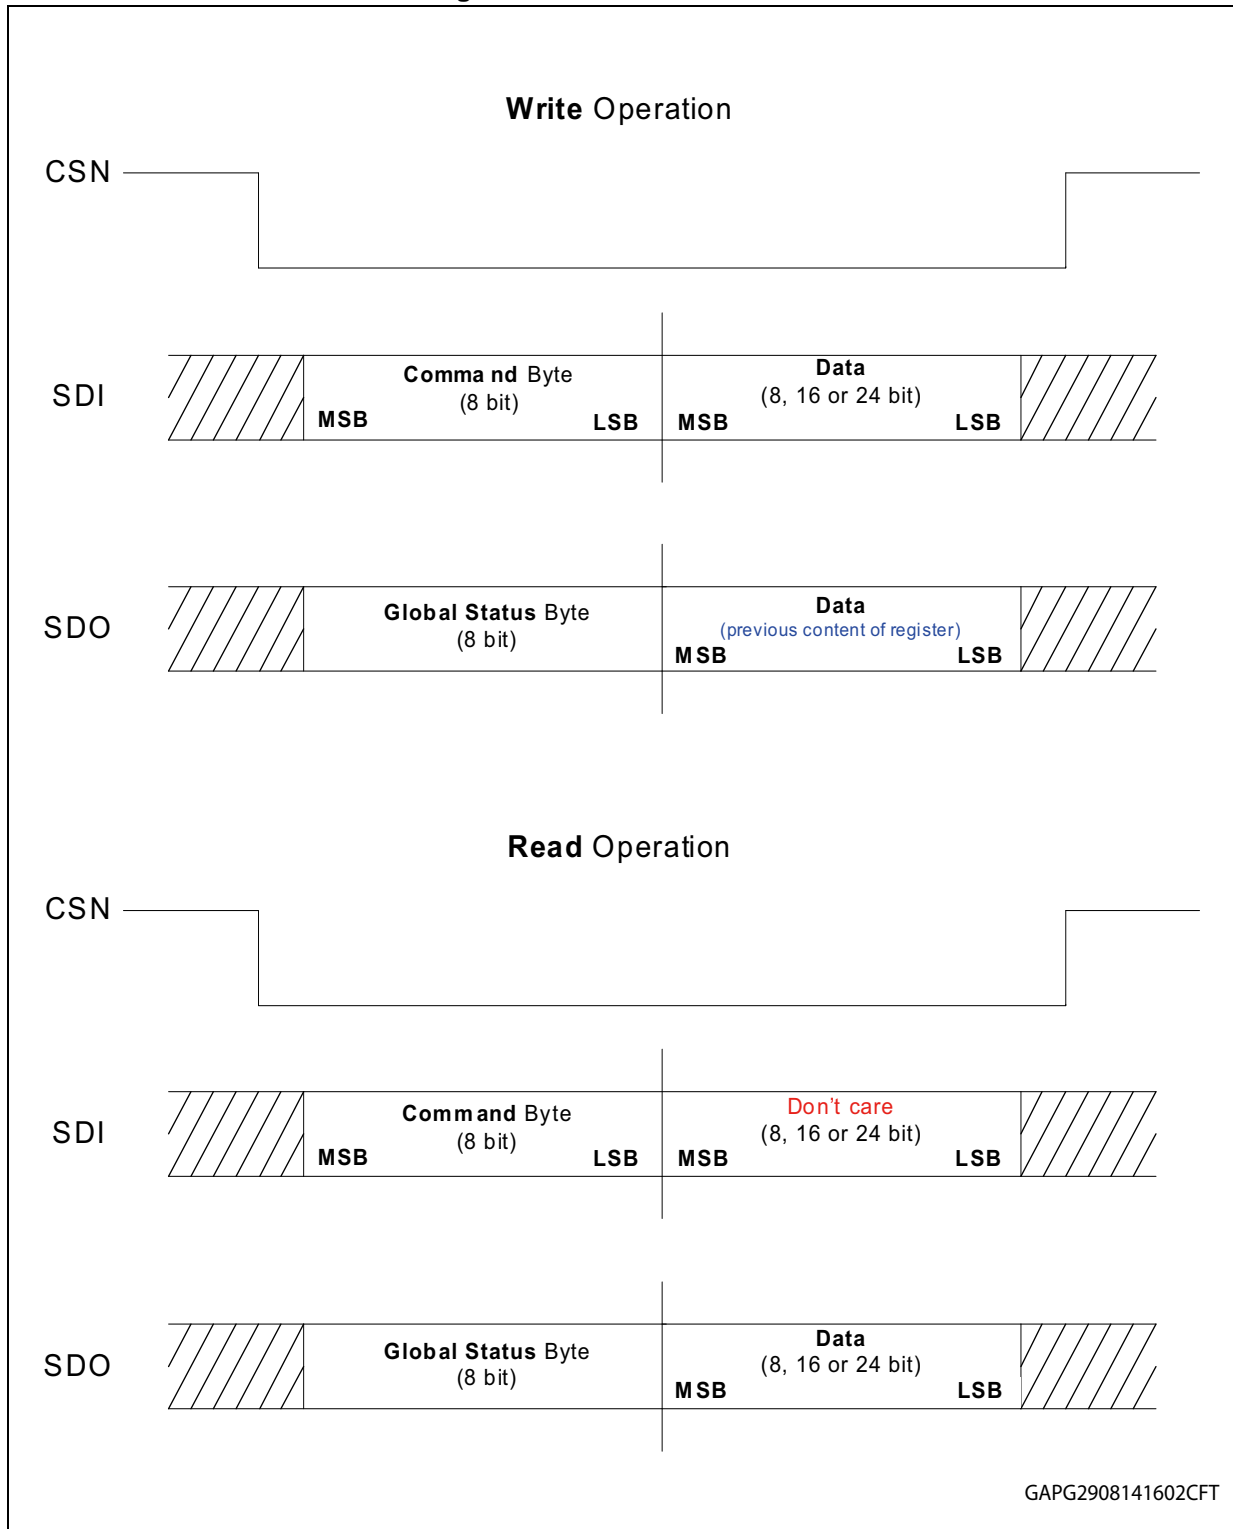 Write Operation
CSN
SDI
Command Byte
(8 bit)
MSB
LSB
Data
(8, 16 or 24 bit)
MSB
LSB
SDO
Global Status Byte
(8 bit)
Data
(previous content of register)
MSB
LSB
Read Operation
CSN
SDI
Command Byte
(8 bit)
MSB
LSB
Don't care
(8, 16 or 24 bit)
MSB
LSB
SDO
Global Status Byte
(8 bit)
Data
(8, 16 or 24 bit)
MSB
LSB
GAPG2908141602CFT